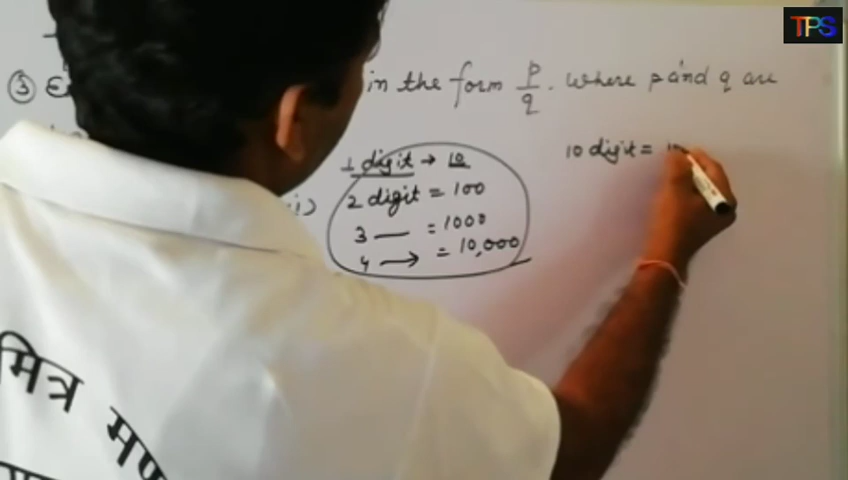 TPS
③ in the form p/q. where p and q are
1 digit → 10
10 digit =
2 digit = 100
3 — = 1000
4 → = 10,000
मित्र